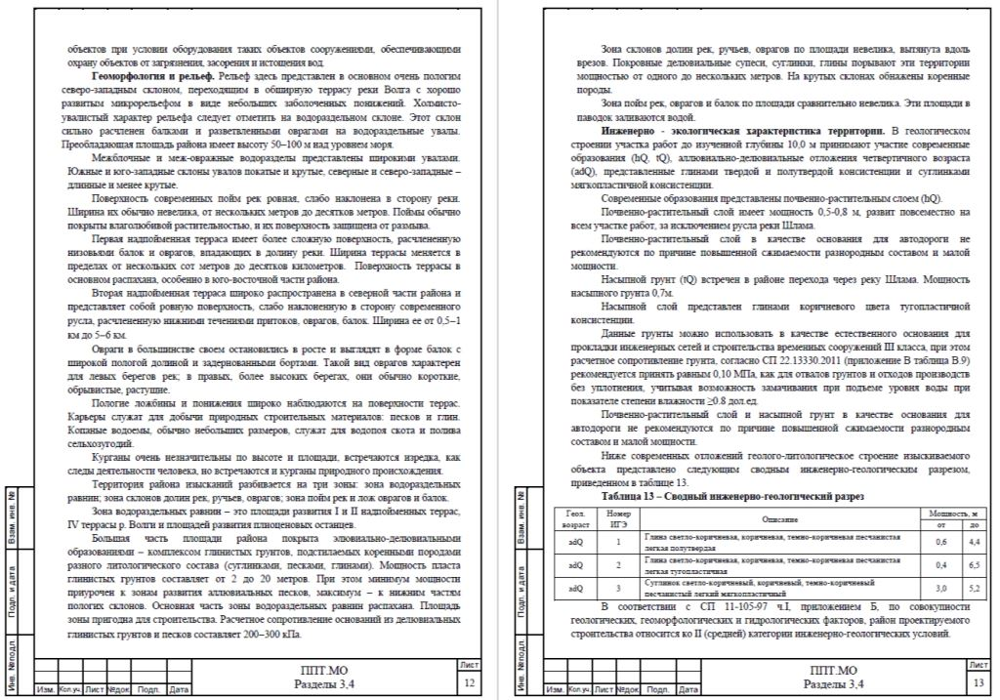 объектов при условии оборудования таких объектов сооружениями, обеспечивающими
охрану объектов от загрязнения, засорения и истошения вод.
Геоморфология и рельеф. Рельеф здесь представлен в основном очень пологим
северо-западным склоном, переходящим в обширную террасу реки Волга с хорошо
развитым микрорельефом в виде небольших заболоченных понижений. Холмисто-
увалистый характер рельефа следует отметить на водораздельном склоне. Этот склон
сильно расчленен балками и разветвленными оврагами на водораздельные увалы.
Преобладающая площадь района имеет высоту 50–100 м над уровнем моря.
Межблочные и меж-овражные водоразделы представлены широкими увалами.
Южные и юго-западные склоны увалов покатые и крутые, северные и северо-западные –
длинные и менее крутые.
Поверхность современных пойм рек ровная, слабо наклонена в сторону реки.
Ширина их обычно невелика, от нескольких метров до десятков метров. Поймы обычно
покрыты влаголюбивой растительностью, и их поверхность защищена от размыва.
Первая надпойменная терраса имеет более сложную поверхность, расчлененную
низовьями балок и оврагов, впадающих в долину реки. Ширина террасы меняется в
пределах от нескольких сот метров до десятков километров. Поверхность террасы в
основном распахана, особенно в юго-восточной части района.
Вторая надпойменная терраса широко распространена в северной части района и
представляет собой ровную поверхность, слабо наклоненную в сторону современного
русла, расчлененную нижними течениями притоков, оврагов, балок. Ширина ее от 0,5–1
км до 5–6 км.
Овраги в большинстве своем остановились в росте и выглядят в форме балок с
широкой пологой долиной и задернованными бортами. Такой вид оврагов характерен
для левых берегов рек; в правых, более высоких берегах, они обычно короткие,
обрывистые, растущие.
Пологие ложбины и понижения широко наблюдаются на поверхности террас.
Карьеры служат для добычи природных строительных материалов: песков и глин.
Копаные водоемы, обычно небольших размеров, служат для водопоя скота и полива
сельхозугодий.
Курганы очень незначительны по высоте и площади, встречаются изредка, как
следы деятельности человека, но встречаются и курганы природного происхождения.
Территория района изысканий разбивается на три зоны: зона водораздельных
равнин; зона склонов долин рек, ручьев, оврагов; зона пойм рек и лож оврагов и балок.
Зона водораздельных равнин – это площади развития I и II надпойменных террас,
IV террасы р. Волги и площадей развития плиоценовых останцев.
Большая часть площади района покрыта элювиально-делювиальными
образованиями – комплексом глинистых грунтов, подстилаемых коренными породами
разного литологического состава (суглинками, песками, глинами). Мощность пласта
глинистых грунтов составляет от 2 до 20 метров. При этом минимум мощности
приурочен к зонам развития аллювиальных песков, максимум – к нижним частям
пологих склонов. Основная часть зоны водораздельных равнин распахана. Площадь
зоны пригодна для строительства. Расчетное сопротивление оснований из делювиальных
глинистых грунтов и песков составляет 200–300 кПа.
Взам. инв. №
Подп. и дата
Инв. №подл.
Изм. Кол.уч. Лист №док Подп. Дата
ППТ.МО
Разделы 3,4
Лист
12
Зона склонов долин рек, ручьев, оврагов по площади невелика, вытянута вдоль
врезов. Покровные делювиальные супеси, суглинки, глины порывают эти территории
мощностью от одного до нескольких метров. На крутых склонах обнажены коренные
породы.
Зона пойм рек, оврагов и балок по площади сравнительно невелика. Эти площади в
паводок заливаются водой.
Инженерно - экологическая характеристика территории. В геологическом
строении участка работ до изученной глубины 10,0 м принимают участие современные
образования (hQ, tQ), аллювиально-делювиальные отложения четвертичного возраста
(adQ), представленные глинами твердой и полутвердой консистенции и суглинками
мягкопластичной консистенции.
Современные образования представлены почвенно-растительным слоем (hQ).
Почвенно-растительный слой имеет мощность 0,5-0,8 м, развит повсеместно на
всем участке работ, за исключением русла реки Шлама.
Почвенно-растительный слой в качестве основания для автодороги не
рекомендуются по причине повышенной сжимаемости разнородным составом и малой
мощности.
Насыпной грунт (tQ) встречен в районе перехода через реку Шлама. Мощность
насыпного грунта 0,7м.
Насыпной слой представлен глинами коричневого цвета тугопластичной
консистенции.
Данные грунты можно использовать в качестве естественного основания для
прокладки инженерных сетей и строительства временных сооружений III класса, при этом
расчетное сопротивление грунта, согласно СП 22.13330.2011 (приложение В таблица В.9)
рекомендуется принять равным 0,10 МПа, как для отвалов грунтов и отходов производств
без уплотнения, учитывая возможность замачивания при подъеме уровня воды при
показателе степени влажности ≥0.8 дол.ед.
Почвенно-растительный слой и насыпной грунт в качестве основания для
автодороги не рекомендуются по причине повышенной сжимаемости разнородным
составом и малой мощности.
Ниже современных отложений геолого-литологическое строение изыскиваемого
объекта представлено следующим сводным инженерно-геологическим разрезом,
приведенном в таблице 13.
Таблица 13 – Сводный инженерно-геологический разрез
Геол. возраст Номер ИГЭ Описание Мощность, м
от до
adQ 1 Глина светло-коричневая, коричневая, темно-коричневая песчанистая
легкая полутвердая 0,6 4,4
adQ 2 Глина светло-коричневая, коричневая, темно-коричневая песчанистая
легкая тугопластичная 0,4 6,5
adQ 3 Суглинок светло-коричневый, коричневый, темно-коричневый
песчанистый легкий мягкопластичный 3,0 5,2
В соответствии с СП 11-105-97 ч.I, приложением Б, по совокупности
геологических, геоморфологических и гидрологических факторов, район проектируемого
строительства относится ко II (средней) категории инженерно-геологических условий.
Взам. инв. №
Подп. и дата
Инв. №подл.
Изм. Кол.уч. Лист №док Подп. Дата
ППТ.МО
Разделы 3,4
Лист
13